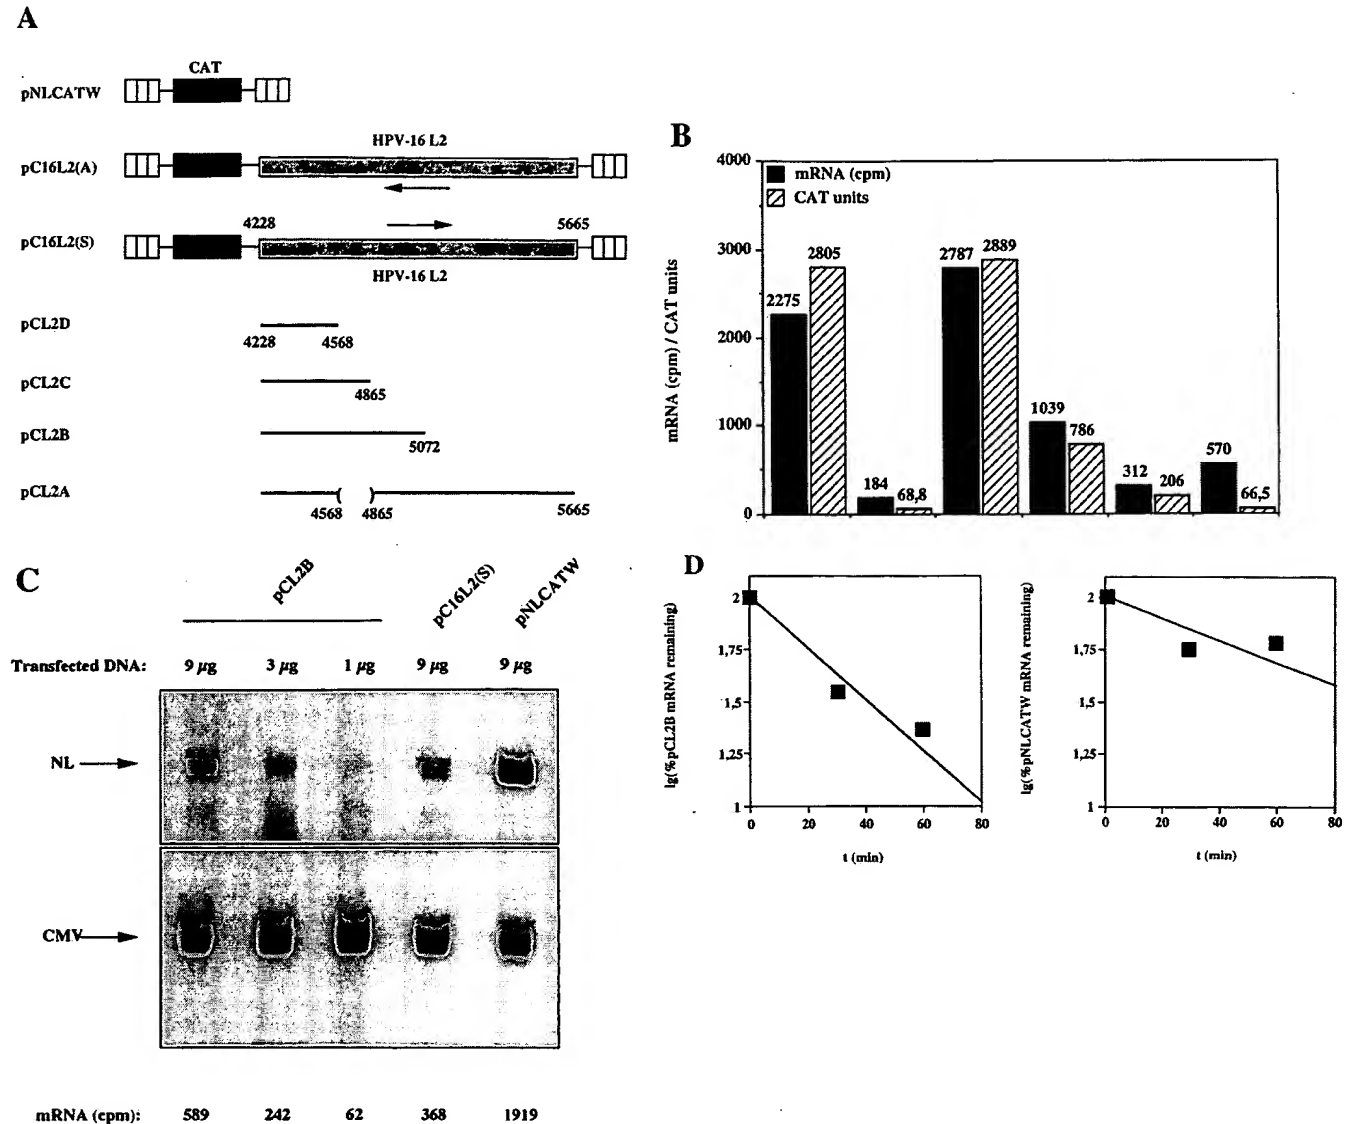 A
CAT
pNLCATW
HPV-16 L2
pC16L2(A)
4228
5665
pC16L2(S)
HPV-16 L2
pCL2D
4228
4568
pCL2C
4865
pCL2B
5072
pCL2A
4568
4865
5665
B
4000
3000
2000
1000
0
mRNA (cpm) / CAT units
mRNA (cpm)
CAT units
2275
2805
184
68,8
2787
2889
1039
786
312
206
570
66,5
C
pCL2B
pC16L2(S)
pNLCATW
Transfected DNA:
9 µg
3 µg
1 µg
9 µg
9 µg
NL
CMV
mRNA (cpm):
589
242
62
368
1919
D
lg(%pCL2B mRNA remaining)
2
1,75
1,5
1,25
1
0
20
40
60
80
t (min)
lg(%pNLCATW mRNA remaining)
2
1,75
1,5
1,25
1
0
20
40
60
80
t (min)